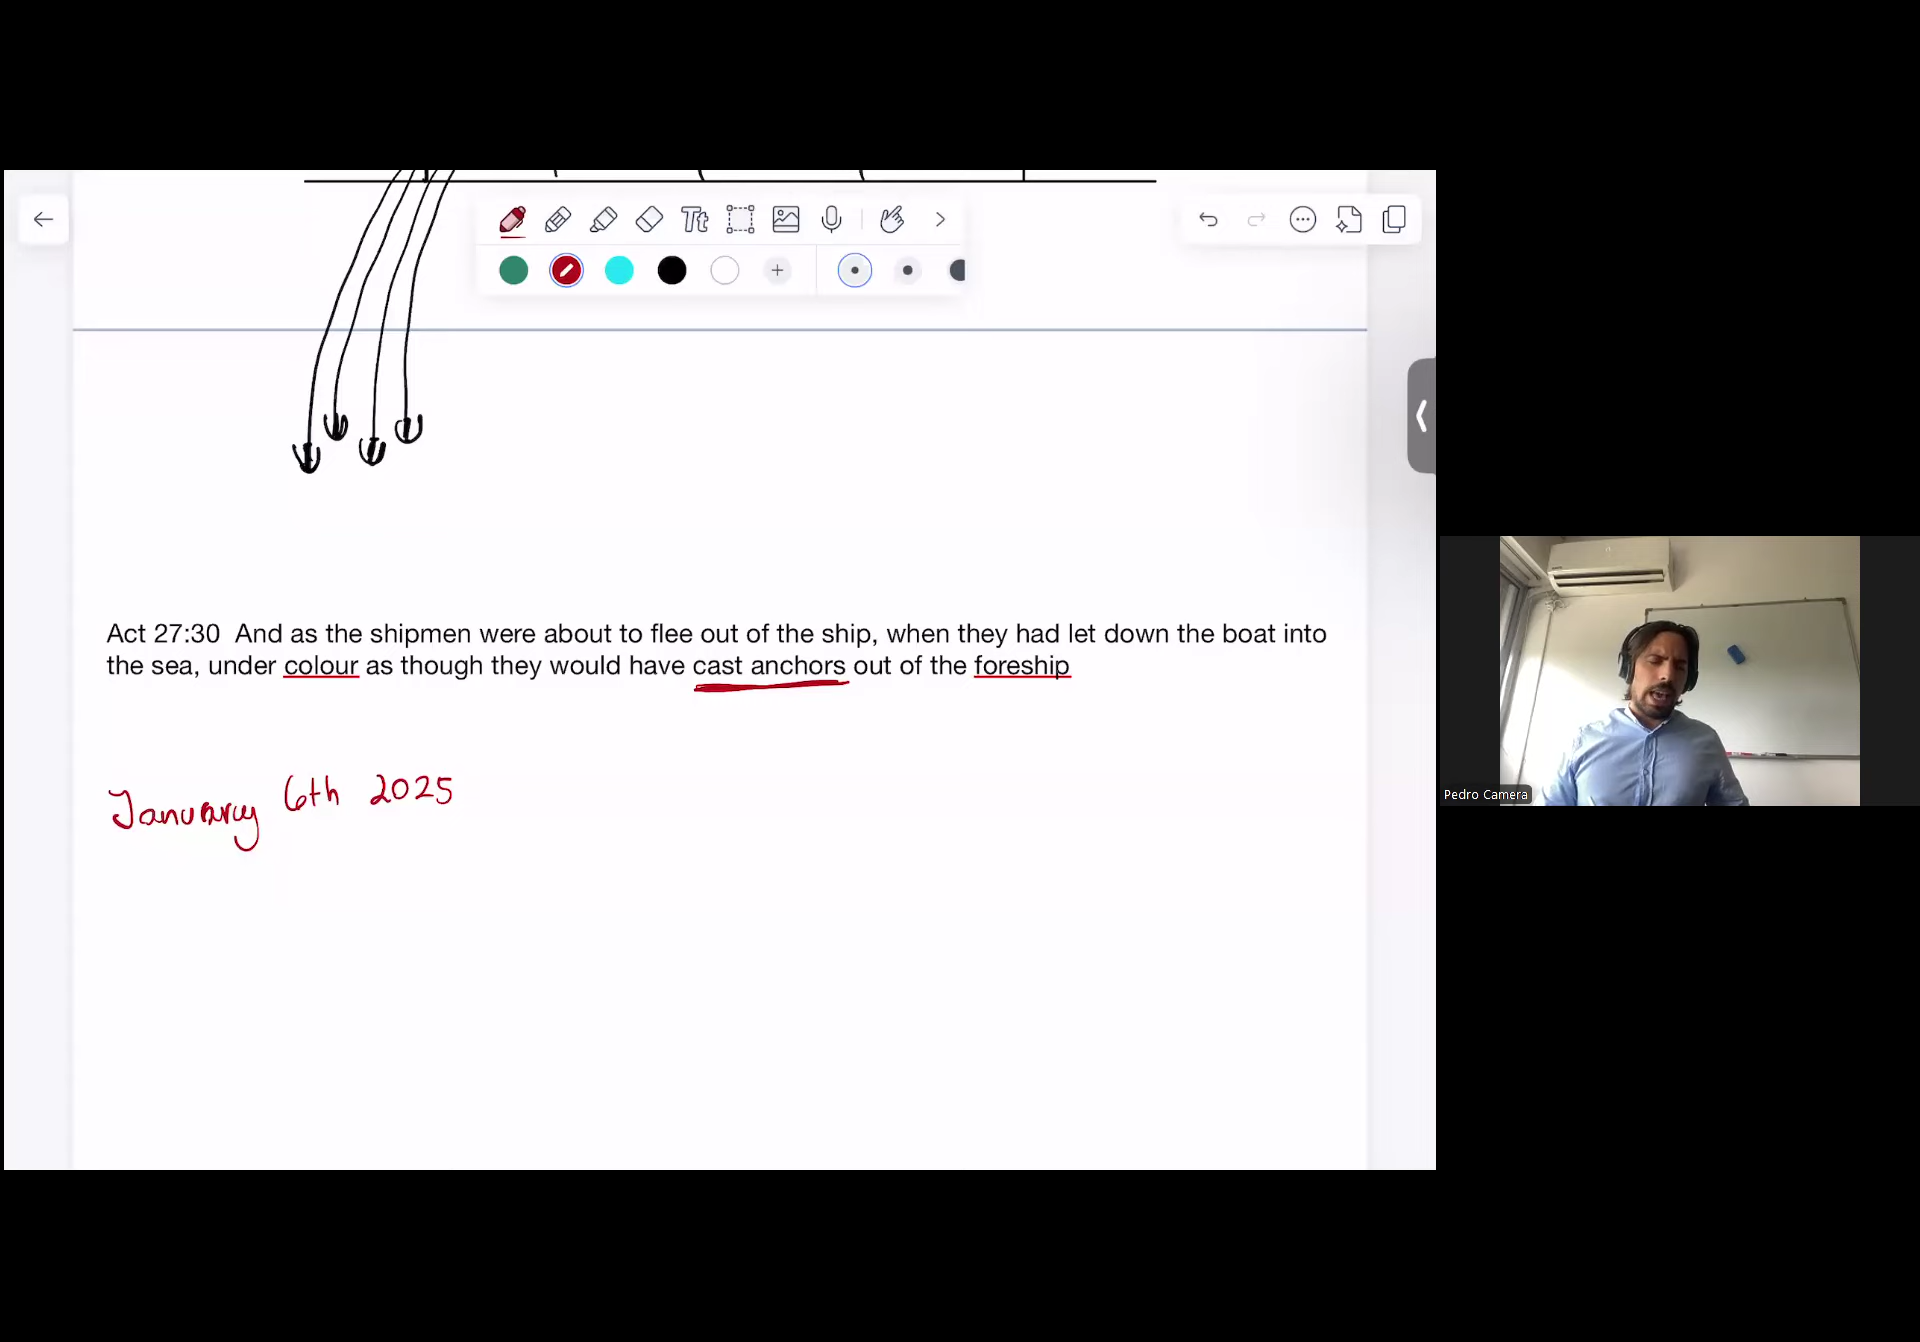 Tt
Act 27:30  And as the shipmen were about to flee out of the ship, when they had let down the boat into
the sea, under colour as though they would have cast anchors out of the foreship
January 6th 2025
Pedro Camera